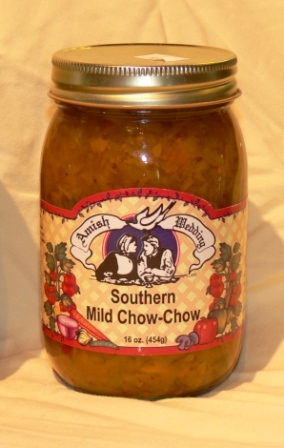 Amish Wedding
Southern
Mild Chow-Chow
16 oz. (454g)